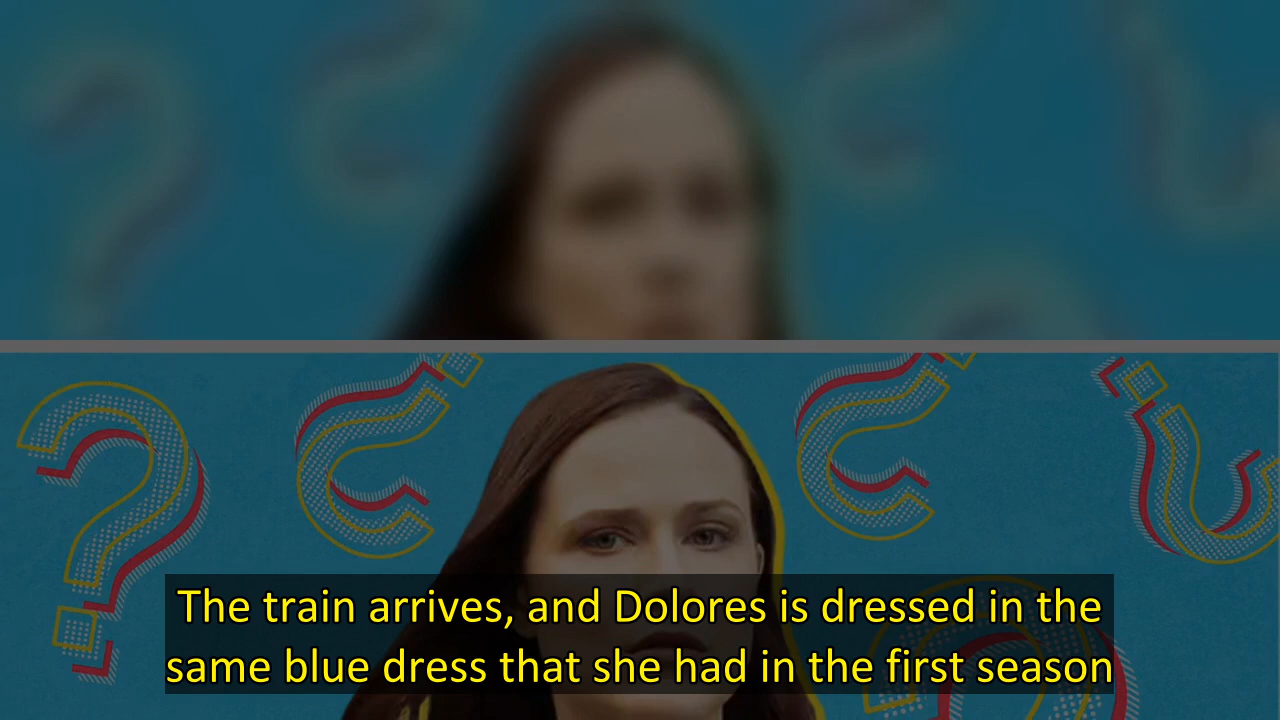 The train arrives, and Dolores is dressed in the
same blue dress that she had in the first season